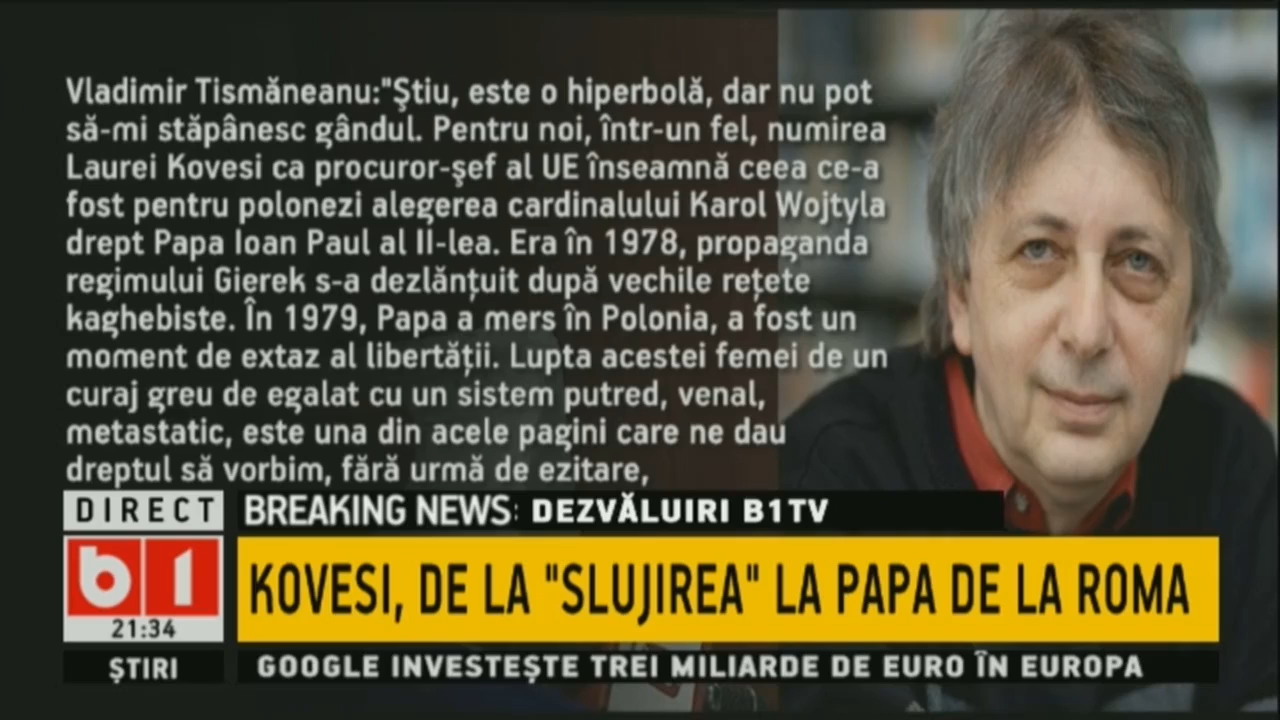 Vladimir Tismăneanu:"Ştiu, este o hiperbolă, dar nu pot
să-mi stăpânesc gândul. Pentru noi, într-un fel, numirea
Laurei Kovesi ca procuror-şef al UE înseamnă ceea ce-a
fost pentru polonezi alegerea cardinalului Karol Wojtyla
drept Papa Ioan Paul al II-lea. Era în 1978, propaganda
regimului Gierek s-a dezlănțuit după vechile rețete
kaghebiste. În 1979, Papa a mers în Polonia, a fost un
moment de extaz al libertății. Lupta acestei femei de un
curaj greu de egalat cu un sistem putred, venal,
metastatic, este una din acele pagini care ne dau
dreptul să vorbim, fără urmă de ezitare,
DIRECT
BREAKING NEWS: DEZVĂLUIRI B1TV
b1
KOVESI, DE LA "SLUJIREA" LA PAPA DE LA ROMA
21:34
ŞTIRI
GOOGLE INVESTEŞTE TREI MILIARDE DE EURO ÎN EUROPA